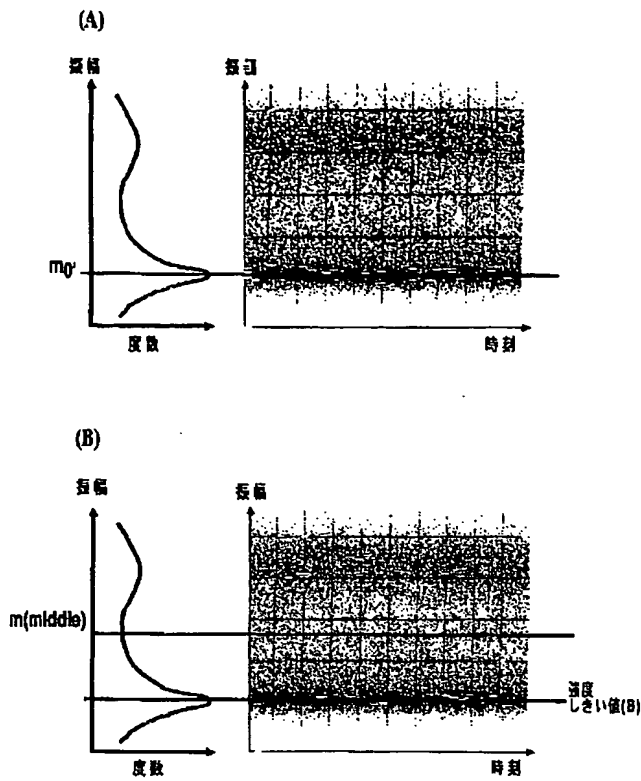 (A)
振幅
振幅
m0'
度数
時刻
(B)
振幅
振幅
m(middle)
強度
しきい値(B)
度数
時刻